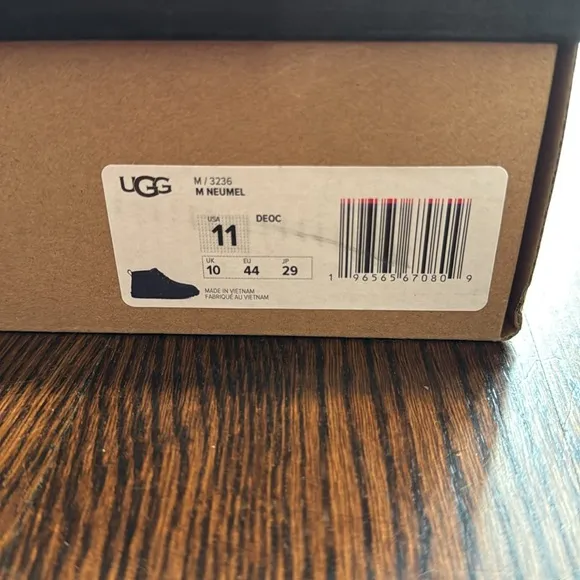 UGG
M / 3236
M NEUMEL
USA
11
DEOC
UK EU JP
10 44 29
MADE IN VIETNAM
FABRIQUÉ AU VIETNAM
1 96565 67080 9